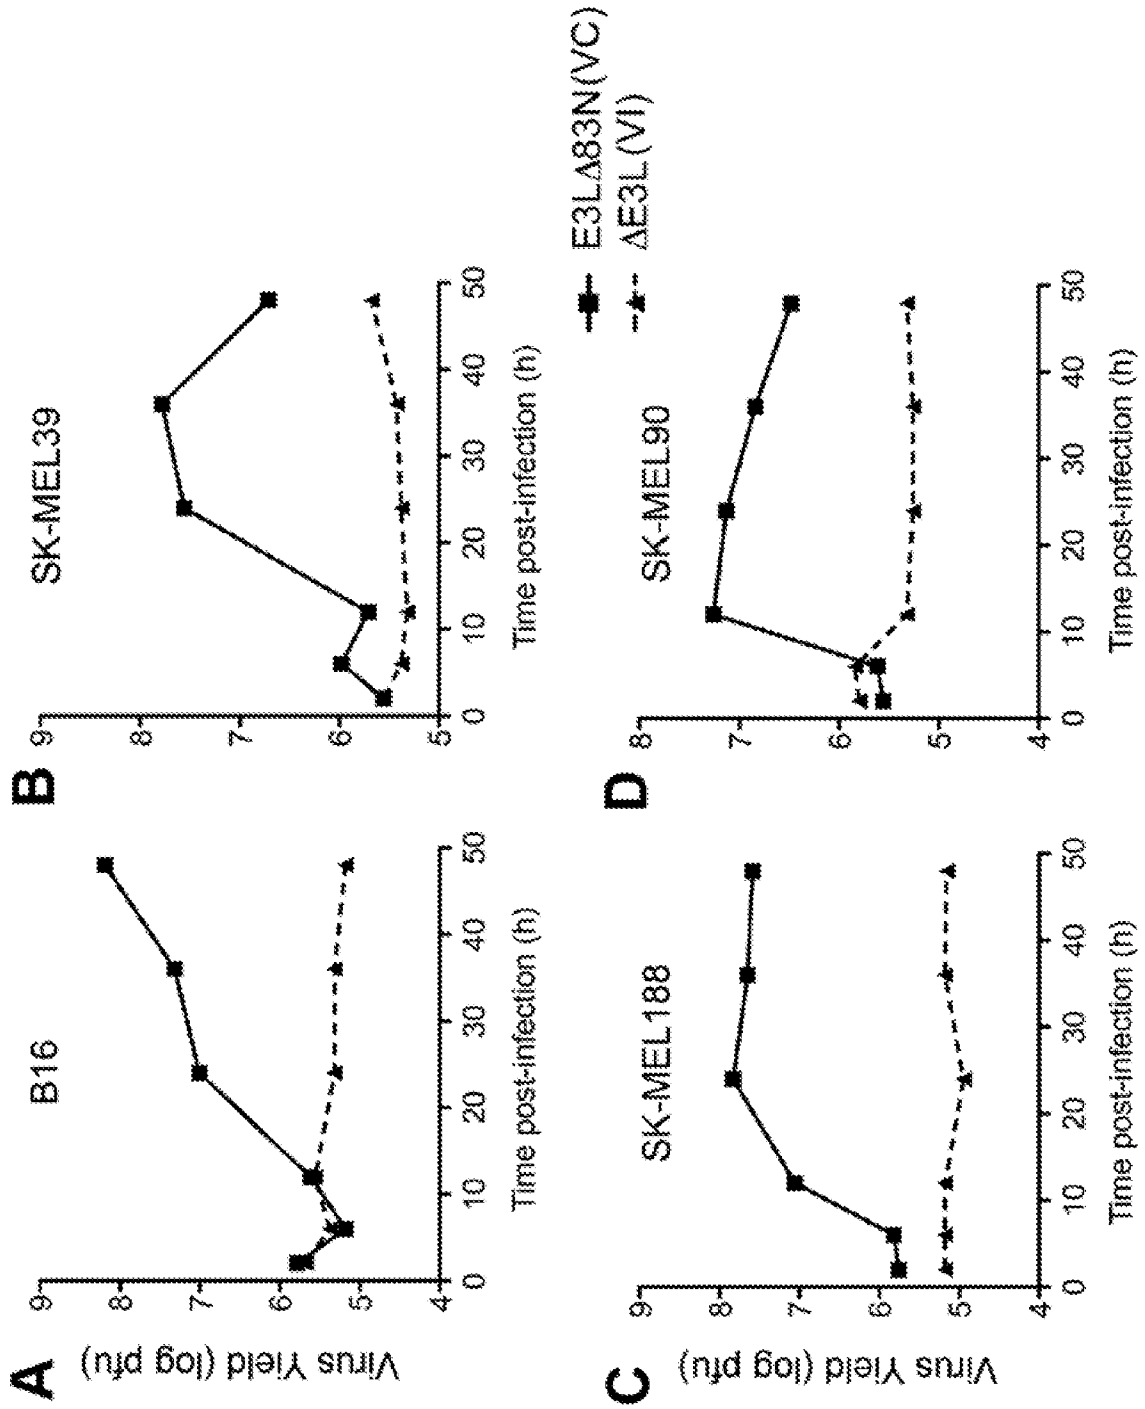 A
B16
Virus Yield (log pfu)
9
8
7
6
5
4
0
10
20
30
40
50
Time post-infection (h)
B
SK-MEL39
9
8
7
6
5
0
10
20
30
40
50
Time post-infection (h)
C
SK-MEL188
Virus Yield (log pfu)
9
8
7
6
5
4
0
10
20
30
40
50
Time post-infection (h)
D
SK-MEL90
8
7
6
5
4
0
10
20
30
40
50
Time post-infection (h)
E3LΔ83N(VC)
ΔE3L(VI)